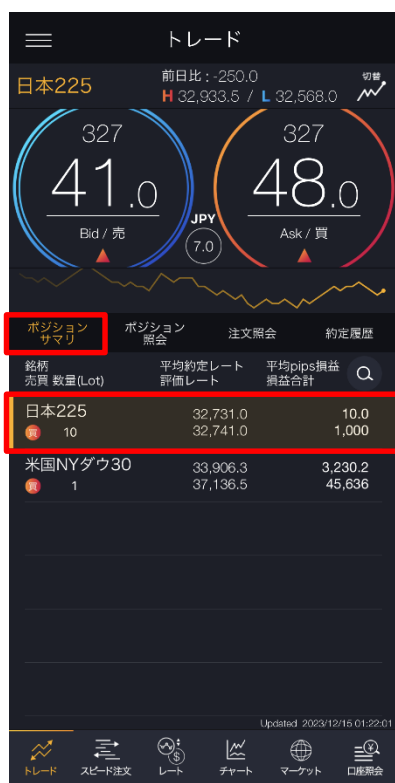 トレード
日本225
前日比:-250.0
H 32,933.5 / L 32,568.0
切替
327
41.0
Bid / 売
JPY
7.0
327
48.0
Ask / 買
ポジション
サマリ
ポジション
照会
注文照会
約定履歴
銘柄
売買 数量(Lot)
平均約定レート
評価レート
平均pips損益
損益合計
日本225 32,731.0 10.0
買 10 32,741.0 1,000
米国NYダウ30 33,906.3 3,230.2
買 1 37,136.5 45,636
Updated 2023/12/15 01:22:01
トレード スピード注文 レート チャート マーケット 口座照会